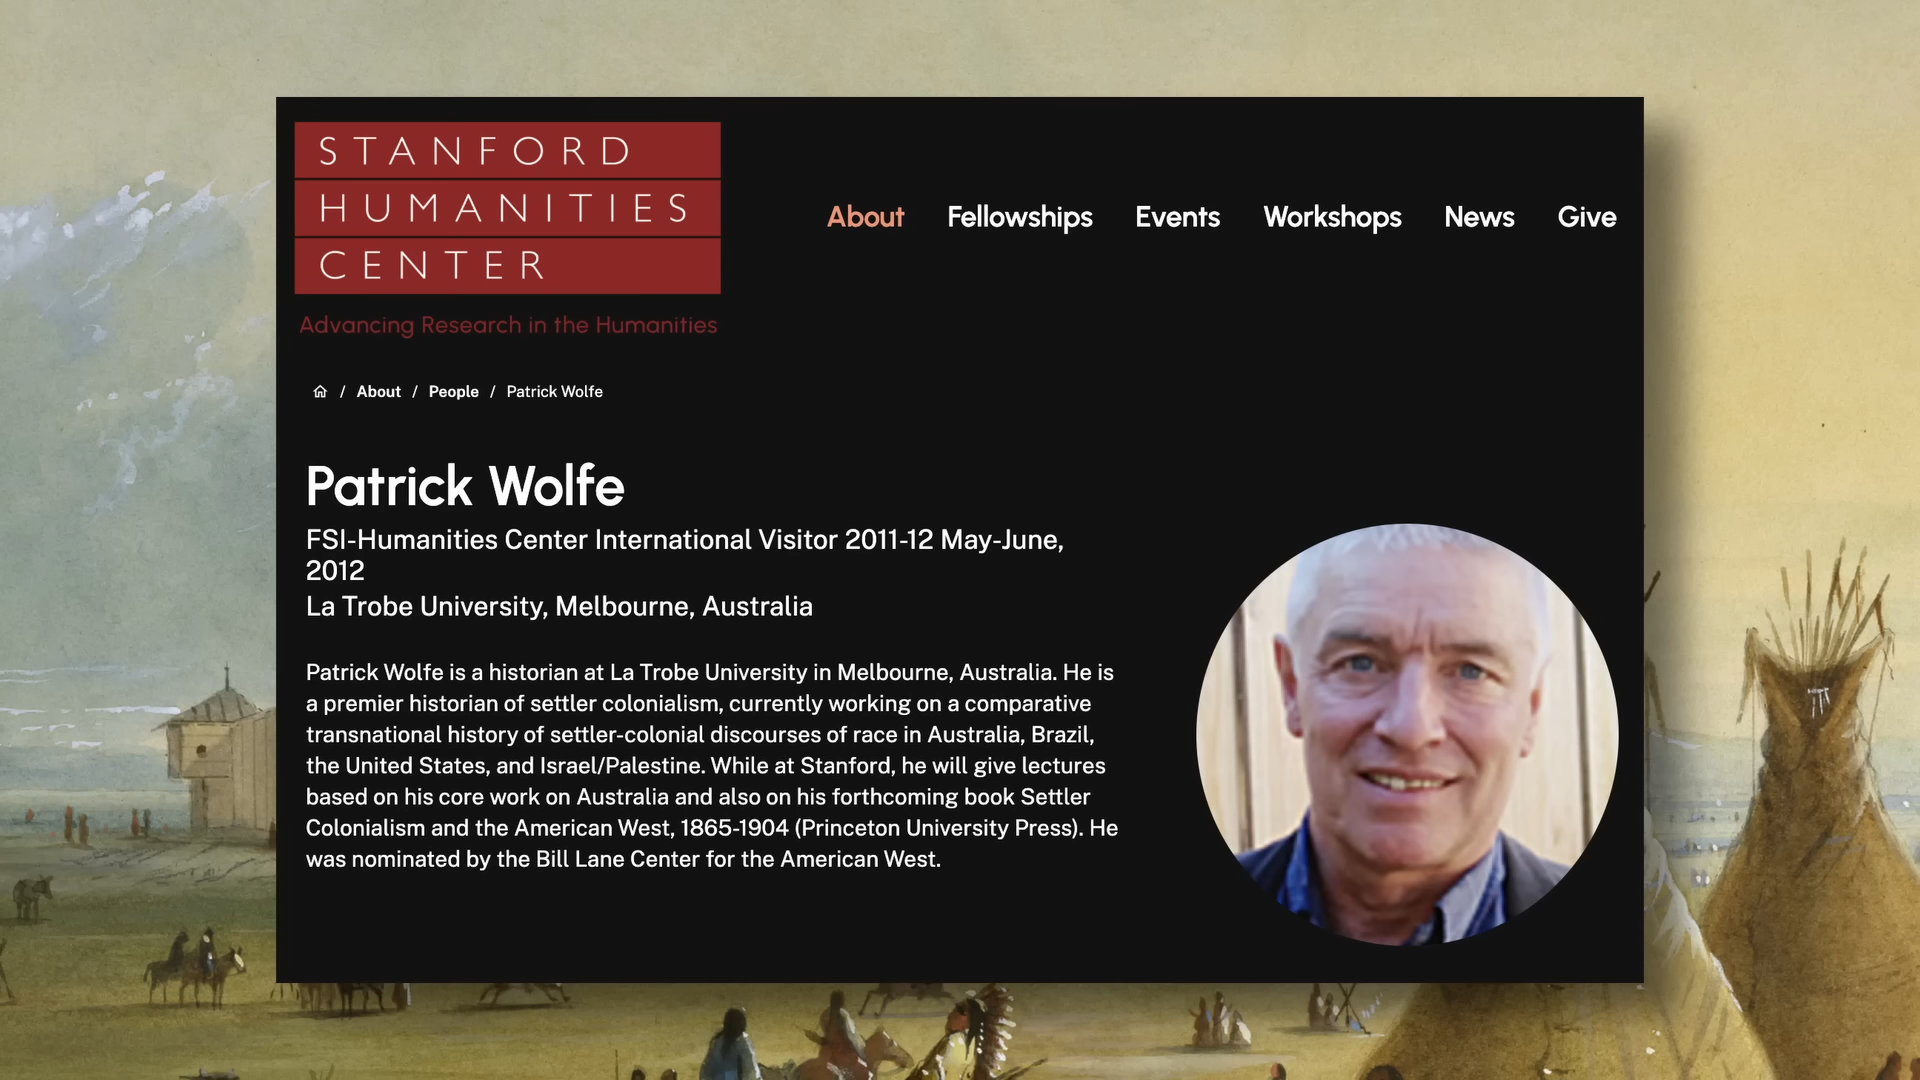 STANFORD
HUMANITIES
CENTER
Advancing Research in the Humanities
About Fellowships Events Workshops News Give
/ About / People / Patrick Wolfe
Patrick Wolfe
FSI-Humanities Center International Visitor 2011-12 May-June,
2012
La Trobe University, Melbourne, Australia
Patrick Wolfe is a historian at La Trobe University in Melbourne, Australia. He is
a premier historian of settler colonialism, currently working on a comparative
transnational history of settler-colonial discourses of race in Australia, Brazil,
the United States, and Israel/Palestine. While at Stanford, he will give lectures
based on his core work on Australia and also on his forthcoming book Settler
Colonialism and the American West, 1865-1904 (Princeton University Press). He
was nominated by the Bill Lane Center for the American West.